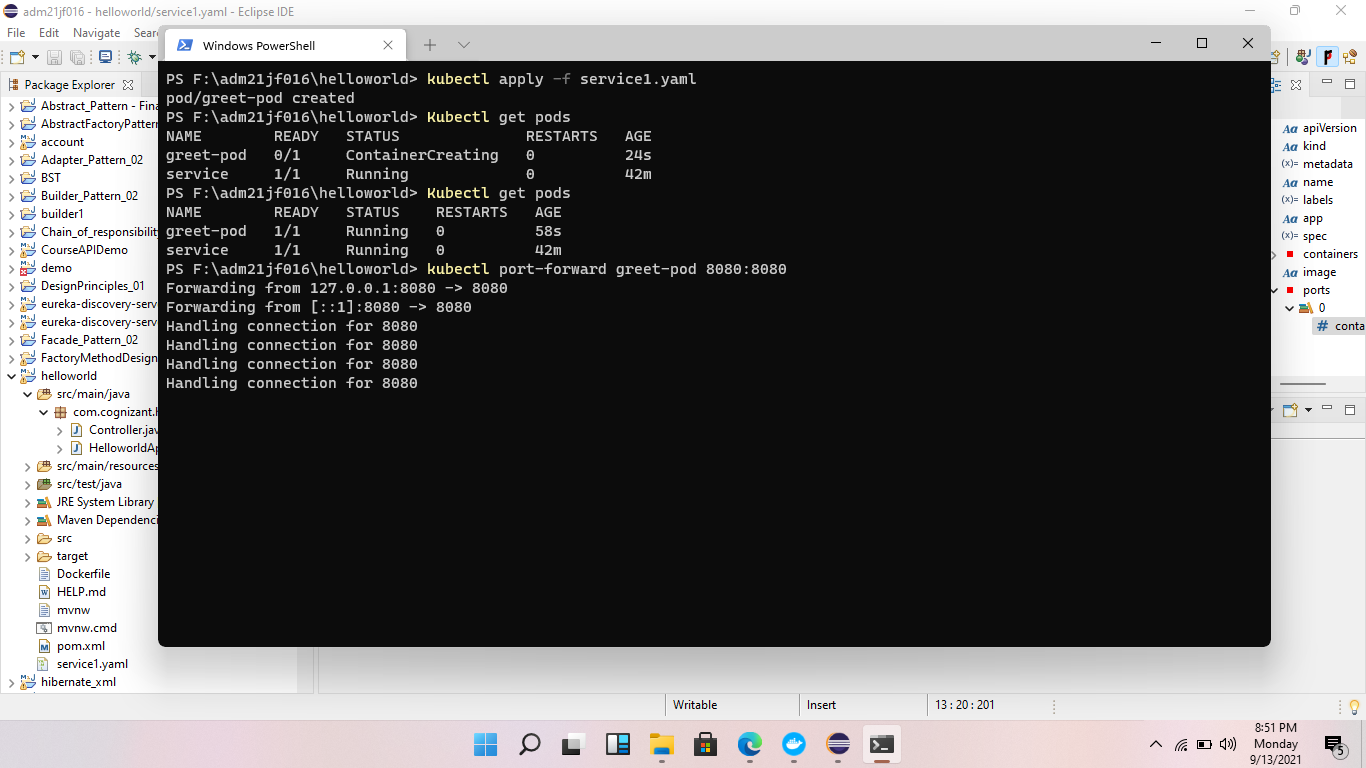 adm21jf016 - helloworld/service1.yaml - Eclipse IDE
File Edit Navigate Sear
Windows PowerShell
Package Explorer
Abstract_Pattern - Fina
AbstractFactoryPattern
account
Adapter_Pattern_02
BST
Builder_Pattern_02
builder1
Chain_of_responsibility
CourseAPIDemo
demo
DesignPrinciples_01
eureka-discovery-serv
eureka-discovery-serv
Facade_Pattern_02
FactoryMethodDesign
helloworld
src/main/java
com.cognizant.h
Controller.jav
HelloworldAp
src/main/resources
src/test/java
JRE System Library
Maven Dependenci
src
target
Dockerfile
HELP.md
mvnw
mvnw.cmd
pom.xml
service1.yaml
hibernate_xml
PS F:\adm21jf016\helloworld> kubectl apply -f service1.yaml
pod/greet-pod created
PS F:\adm21jf016\helloworld> Kubectl get pods
NAME READY STATUS RESTARTS AGE
greet-pod 0/1 ContainerCreating 0 24s
service 1/1 Running 0 42m
PS F:\adm21jf016\helloworld> Kubectl get pods
NAME READY STATUS RESTARTS AGE
greet-pod 1/1 Running 0 58s
service 1/1 Running 0 42m
PS F:\adm21jf016\helloworld> kubectl port-forward greet-pod 8080:8080
Forwarding from 127.0.0.1:8080 -> 8080
Forwarding from [::1]:8080 -> 8080
Handling connection for 8080
Handling connection for 8080
Handling connection for 8080
Handling connection for 8080
apiVersion
kind
metadata
name
labels
app
spec
containers
image
ports
0
conta
Writable Insert 13 : 20 : 201
8:51 PM
Monday
9/13/2021
5